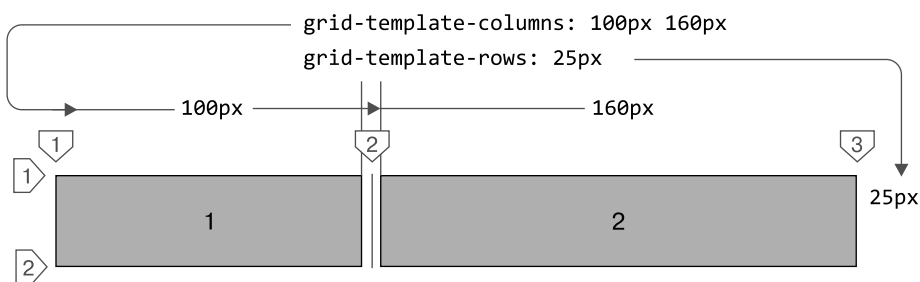 grid-template-columns: 100px 160px
grid-template-rows: 25px
100px 160px
1 2 3
1
25px
1 2
2